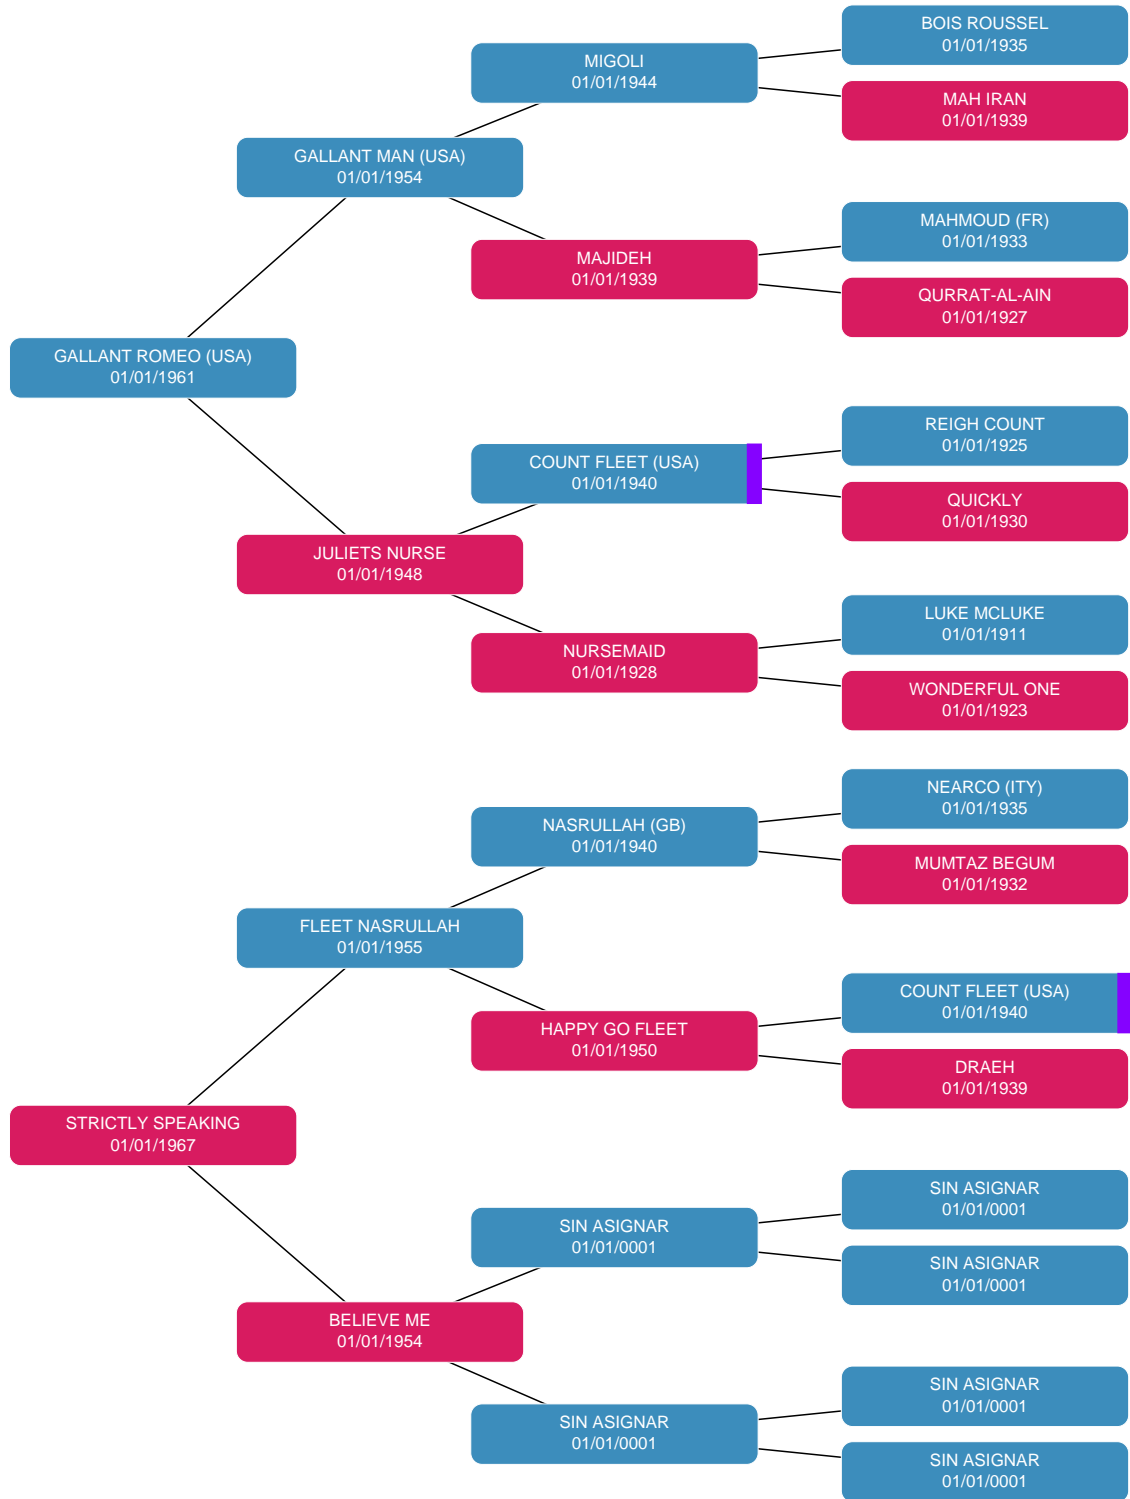 BOIS ROUSSEL
01/01/1935
MIGOLI
01/01/1944
MAH IRAN
01/01/1939
GALLANT MAN (USA)
01/01/1954
MAHMOUD (FR)
01/01/1933
MAJIDEH
01/01/1939
QURRAT-AL-AIN
01/01/1927
GALLANT ROMEO (USA)
01/01/1961
REIGH COUNT
01/01/1925
COUNT FLEET (USA)
01/01/1940
QUICKLY
01/01/1930
JULIETS NURSE
01/01/1948
LUKE MCLUKE
01/01/1911
NURSEMAID
01/01/1928
WONDERFUL ONE
01/01/1923
NEARCO (ITY)
01/01/1935
NASRULLAH (GB)
01/01/1940
MUMTAZ BEGUM
01/01/1932
FLEET NASRULLAH
01/01/1955
COUNT FLEET (USA)
01/01/1940
HAPPY GO FLEET
01/01/1950
DRAEH
01/01/1939
STRICTLY SPEAKING
01/01/1967
SIN ASIGNAR
01/01/0001
SIN ASIGNAR
01/01/0001
SIN ASIGNAR
01/01/0001
BELIEVE ME
01/01/1954
SIN ASIGNAR
01/01/0001
SIN ASIGNAR
01/01/0001
SIN ASIGNAR
01/01/0001